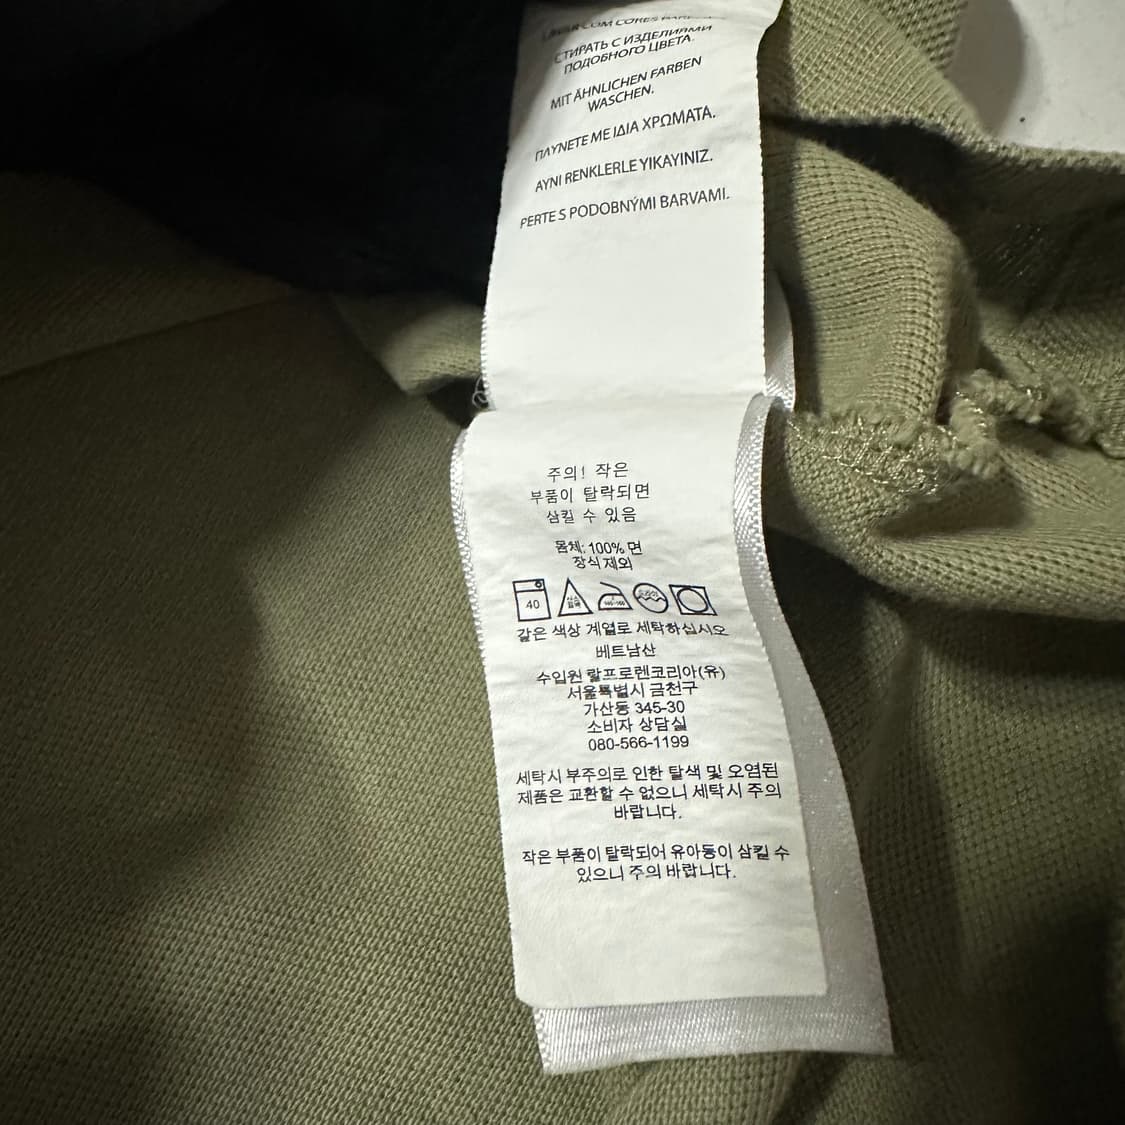 LAVAR COM CORES
СТИРАТЬ С ИЗДЕЛИЯМИ
ПОДОБНОГО ЦВЕТА.
MIT ÄHNLICHEN FARBEN
WASCHEN.
ΠΛΥΝΕΤΕ ΜΕ ΙΔΙΑ ΧΡΩΜΑΤΑ.
AYNI RENKLERLE YIKAYINIZ.
PERTE S PODOBNÝMI BARVAMI.
주의! 작은
부품이 탈락되면
삼킬 수 있음
몸체: 100% 면
장식제외
40
같은 색상 계열로 세탁하십시오
베트남산
수입원 랄프로렌코리아(유)
서울특별시 금천구
가산동 345-30
소비자 상담실
080-566-1199
세탁시 부주의로 인한 탈색 및 오염된
제품은 교환할 수 없으니 세탁시 주의
바랍니다.
작은 부품이 탈락되어 유아동이 삼킬 수
있으니 주의 바랍니다.